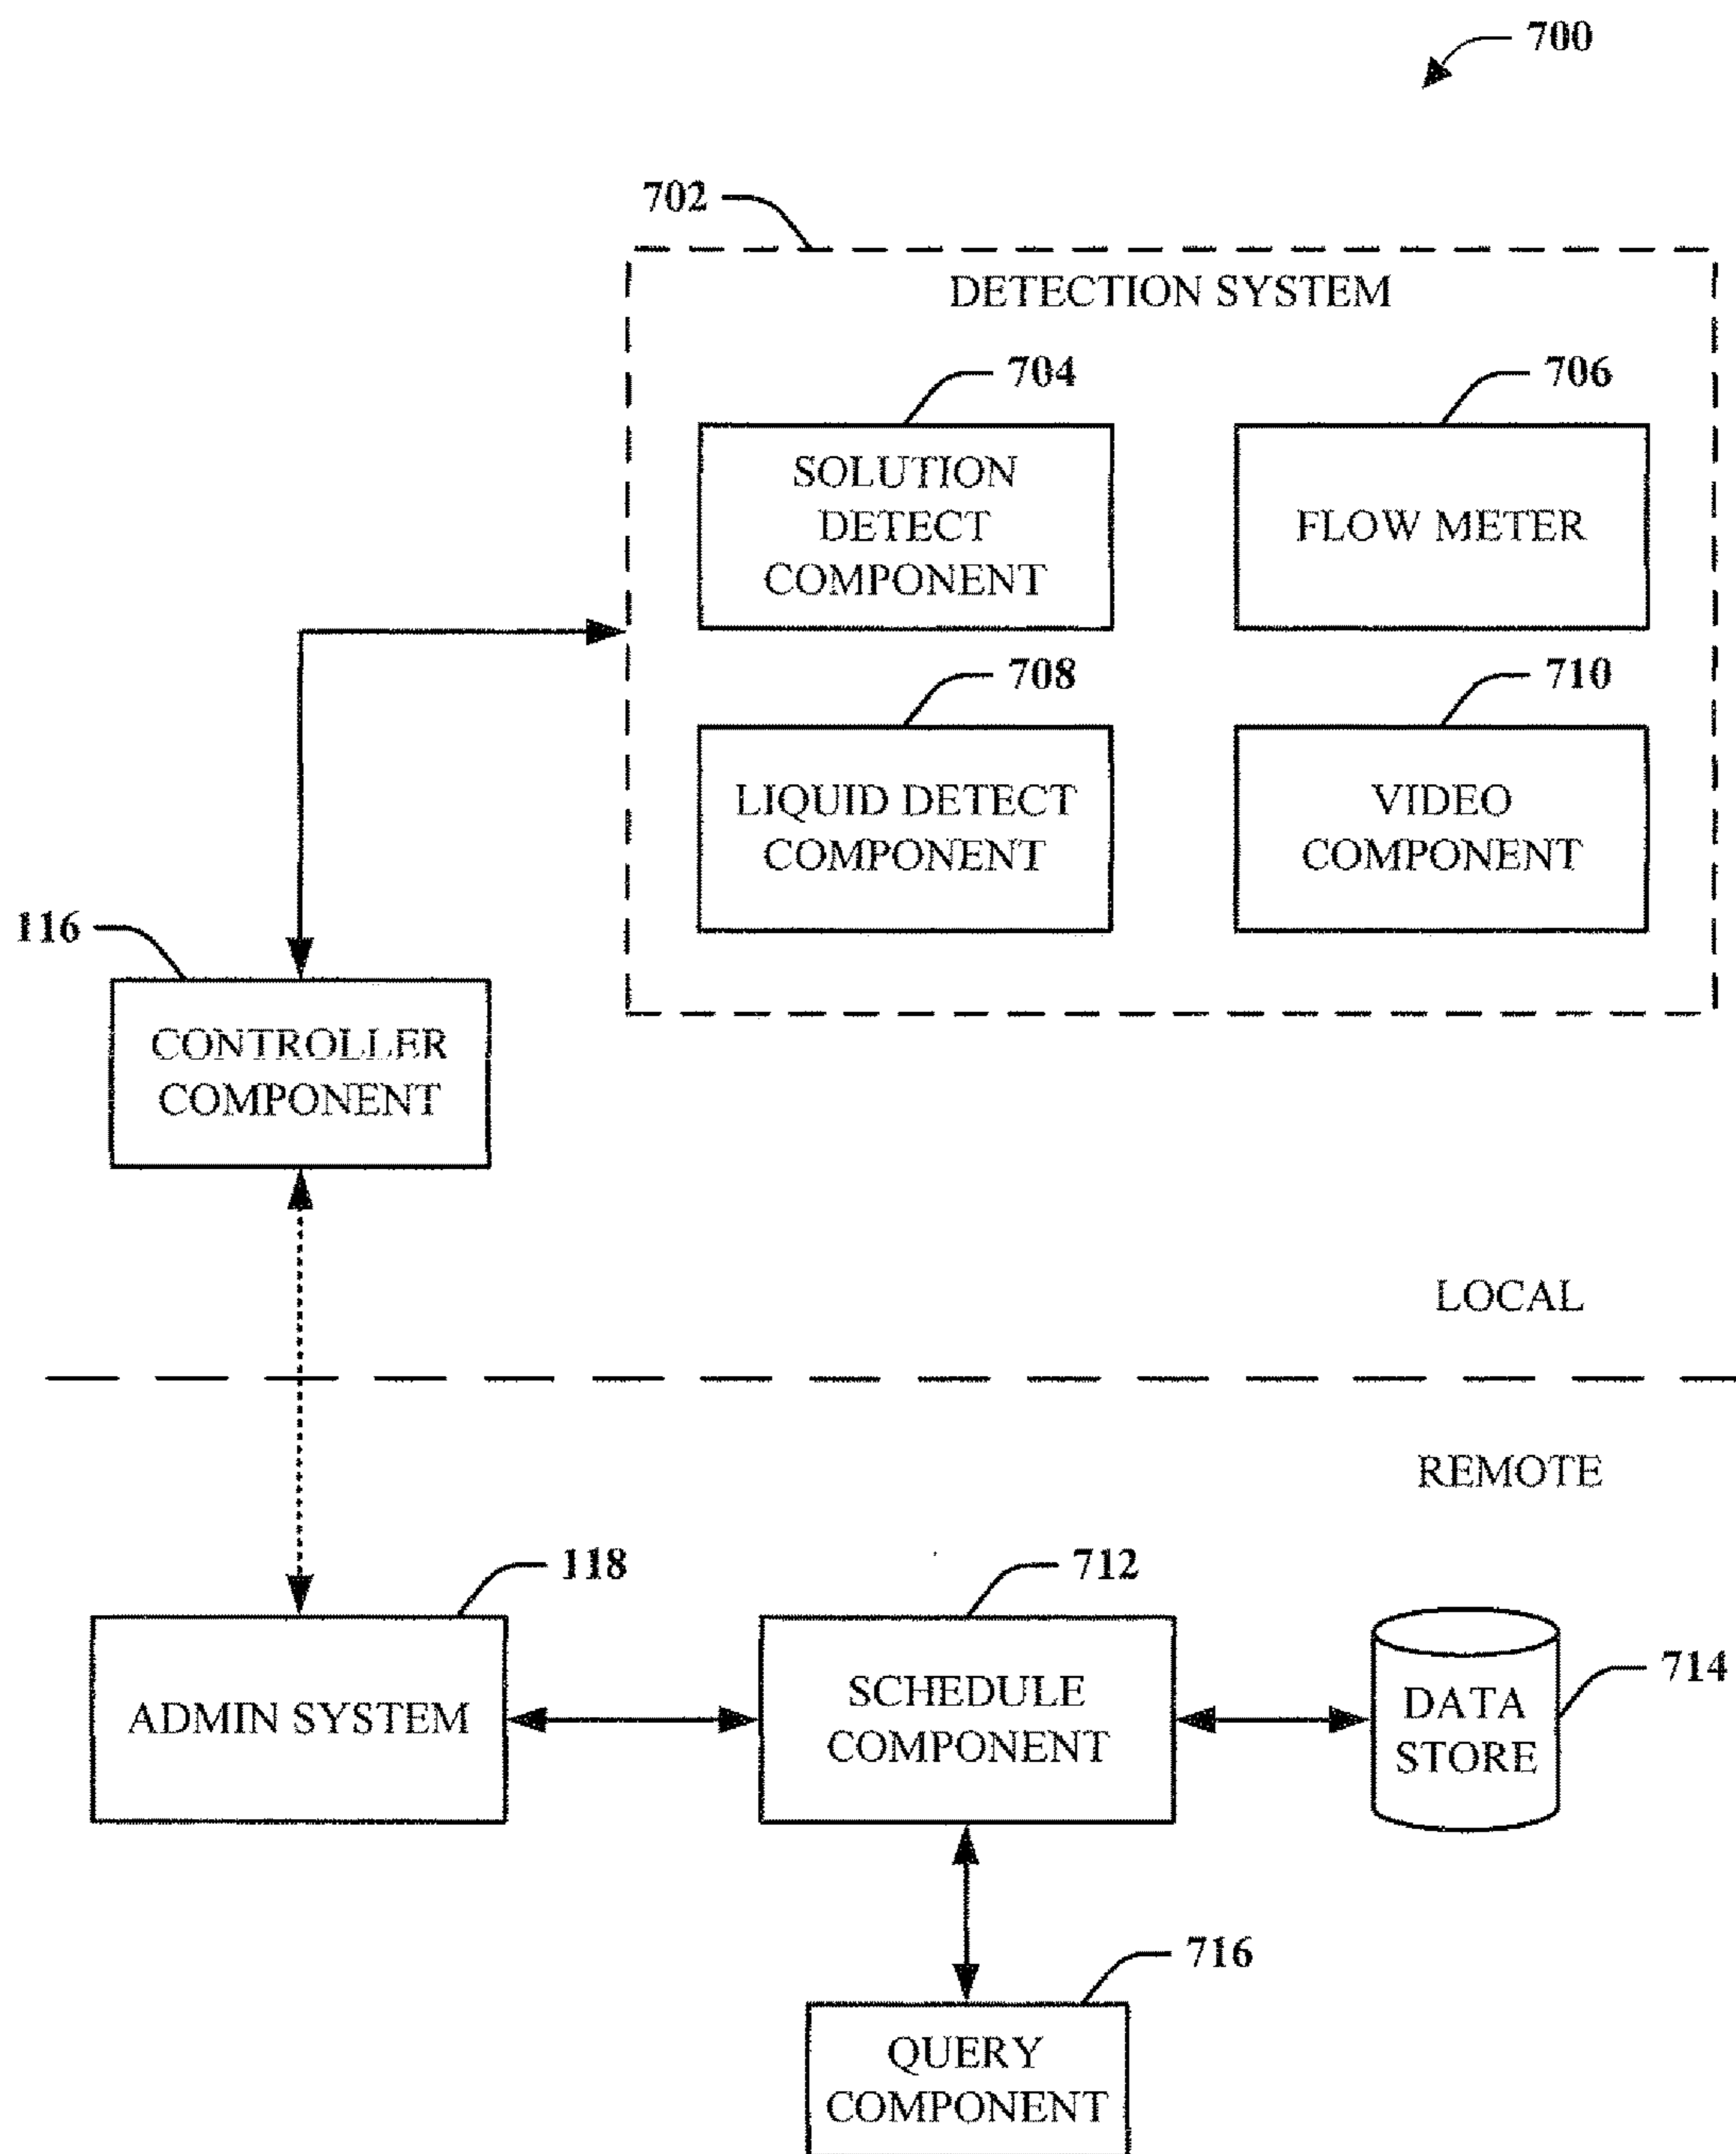 700
702
DETECTION SYSTEM
704
706
SOLUTION
DETECT
COMPONENT
FLOW METER
708
710
LIQUID DETECT
COMPONENT
VIDEO
COMPONENT
116
CONTROLLER
COMPONENT
LOCAL
REMOTE
118
712
714
ADMIN SYSTEM
SCHEDULE
COMPONENT
DATA
STORE
716
QUERY
COMPONENT